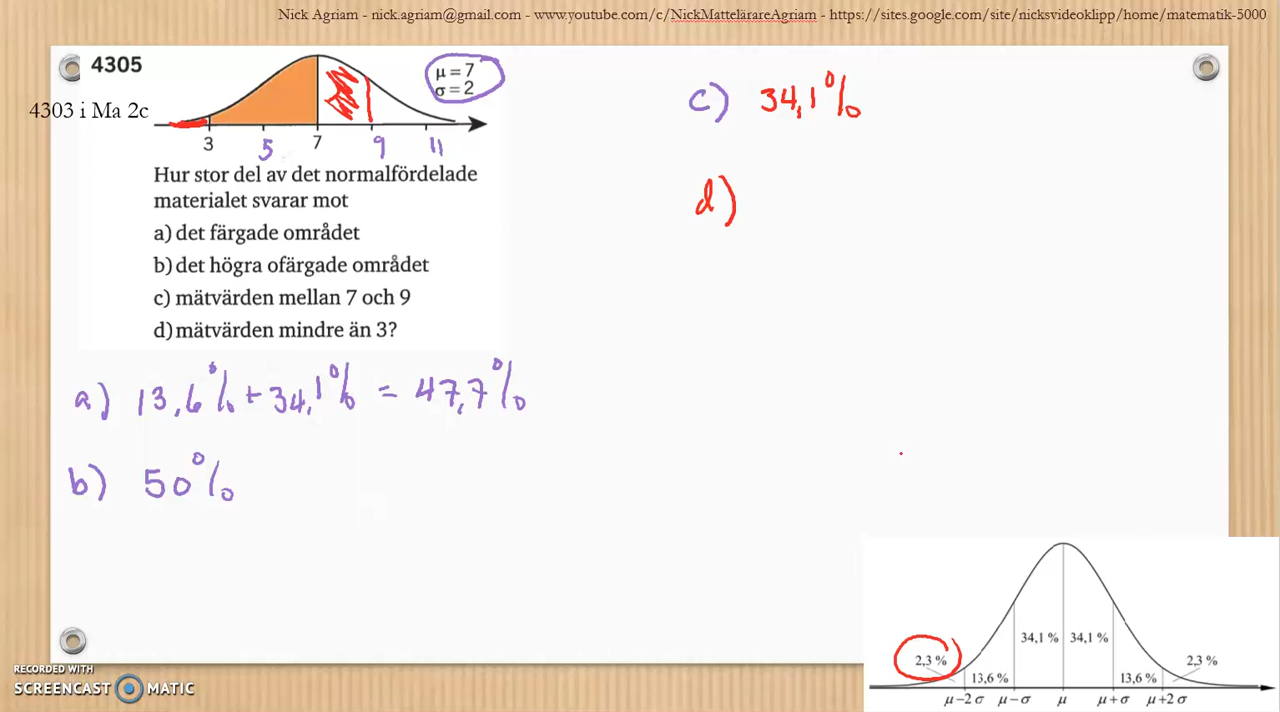 Nick Agriam - nick.agriam@gmail.com - www.youtube.com/c/NickMattelärareAgriam - https://sites.google.com/site/nicksvideoklipp/home/matematik-5000
4305
4303 i Ma 2c
μ = 7
σ = 2
3 5 7 9 11
Hur stor del av det normalfördelade
materialet svarar mot
a) det färgade området
b) det högra ofärgade området
c) mätvärden mellan 7 och 9
d) mätvärden mindre än 3?
a) 13,6% + 34,1% = 47,7%
b) 50%
c) 34,1%
d)
34,1 % 34,1 %
2,3 % 2,3 %
13,6 % 13,6 %
μ−2σ μ−σ μ μ+σ μ+2σ
RECORDED WITH
SCREENCAST MATIC